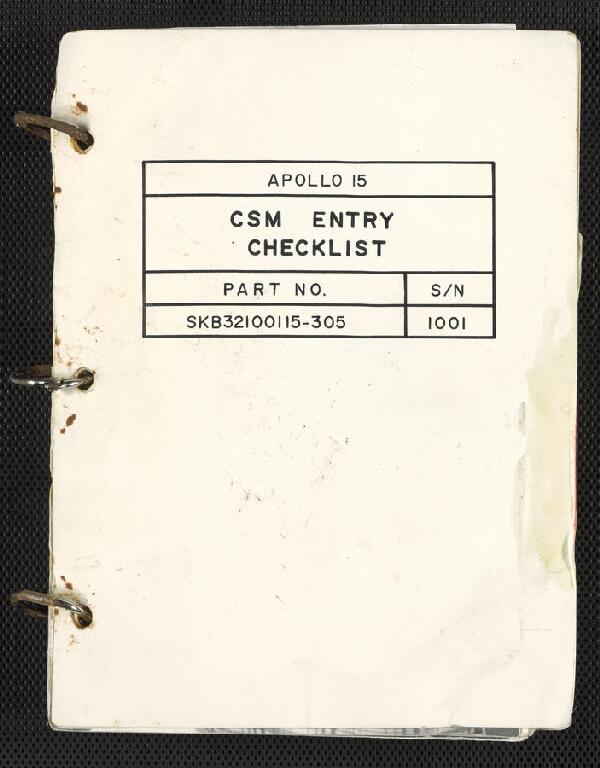 APOLLO 15
CSM ENTRY
CHECKLIST
PART NO. S/N
SKB32100115-305 1001